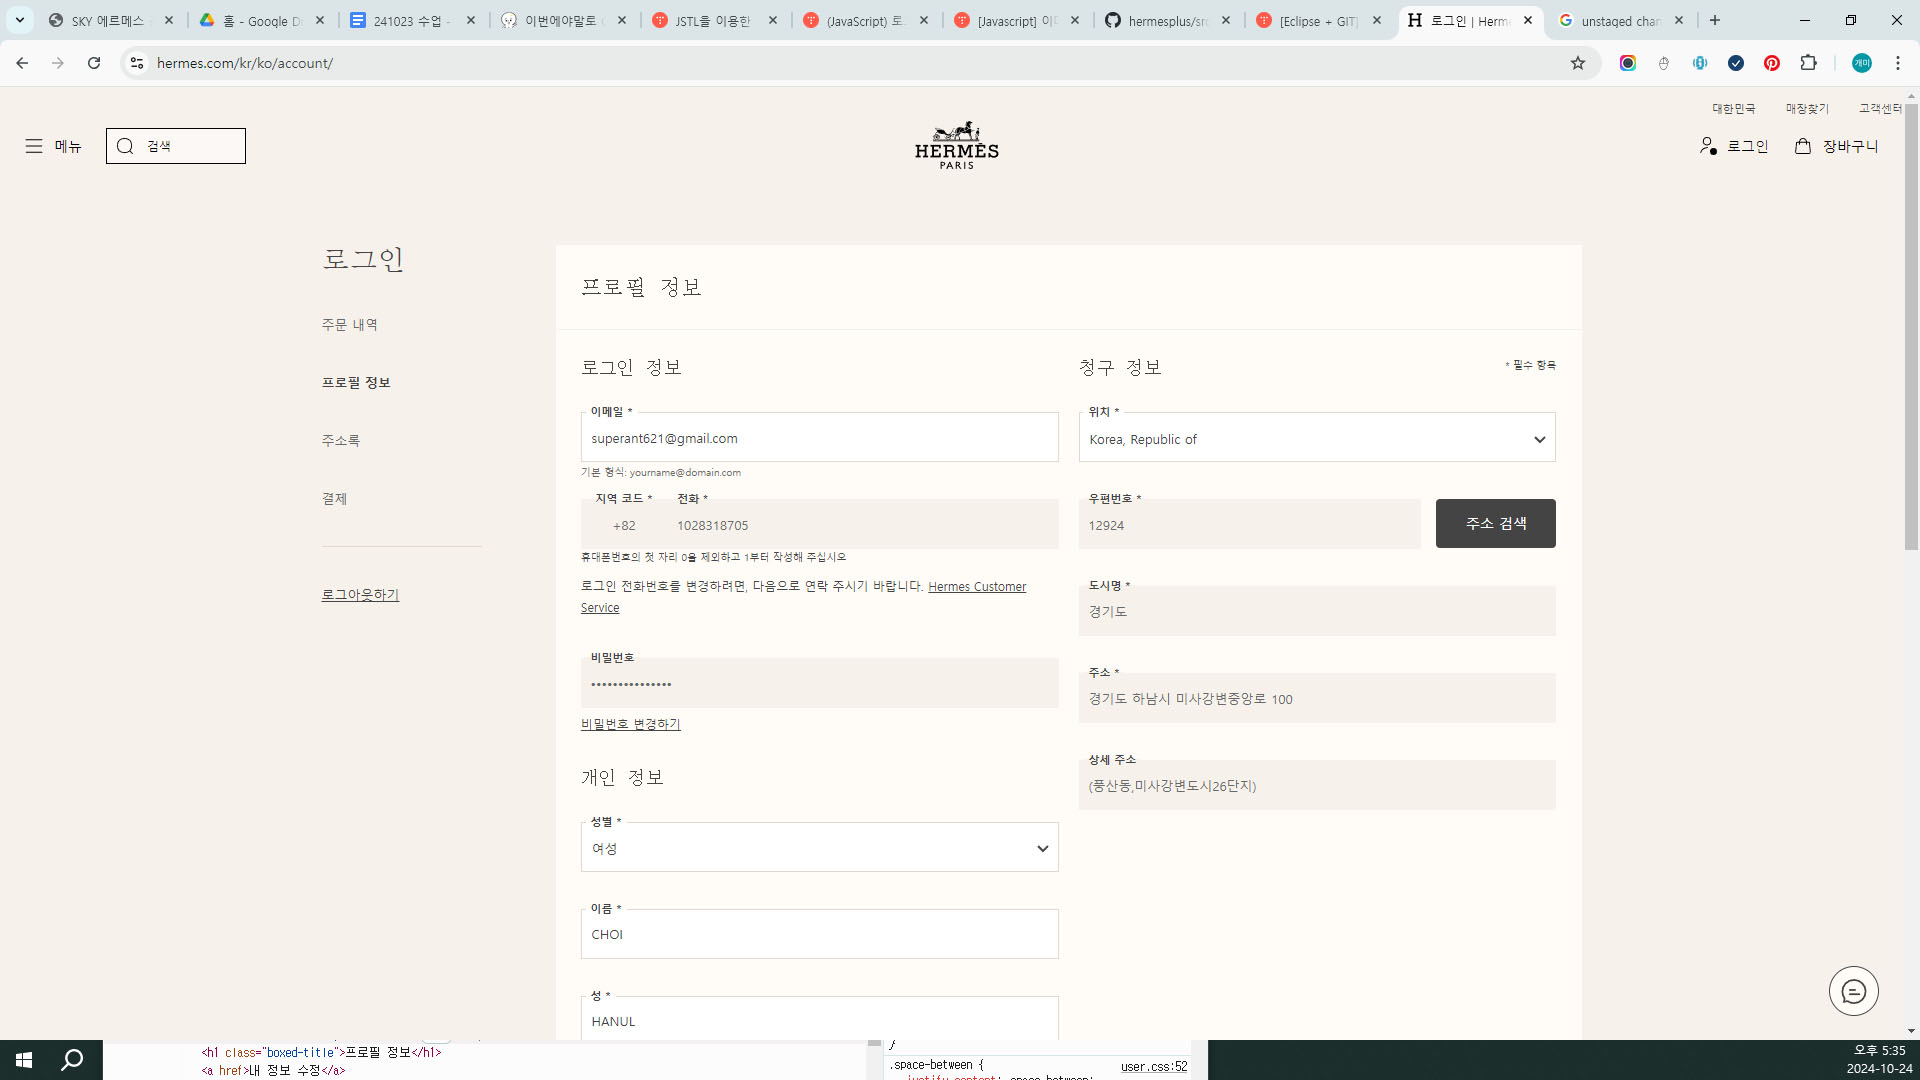 SKY 에르메스
홈 - Google D
241023 수업 -
이번에야말로
JSTL을 이용한
(JavaScript) 로
[Javascript] 이
hermesplus/src
[Eclipse + GIT]
로그인 | Herme
unstaged chan
hermes.com/kr/ko/account/
개미
대한민국
매장찾기
고객센터
메뉴
검색
HERMÈS
PARIS
로그인
장바구니
로그인
주문 내역
프로필 정보
주소록
결제
로그아웃하기
프로필 정보
로그인 정보
이메일 *
superant621@gmail.com
기본 형식: yourname@domain.com
지역 코드 *
전화 *
+82
1028318705
휴대폰번호의 첫 자리 0을 제외하고 1부터 작성해 주십시오
로그인 전화번호를 변경하려면, 다음으로 연락 주시기 바랍니다. Hermes Customer
Service
비밀번호
•••••••••••••••
비밀번호 변경하기
개인 정보
성별 *
여성
이름 *
CHOI
성 *
HANUL
청구 정보
* 필수 항목
위치 *
Korea, Republic of
우편번호 *
12924
주소 검색
도시명 *
경기도
주소 *
경기도 하남시 미사강변중앙로 100
상세 주소
(풍산동,미사강변도시26단지)
<h1 class="boxed-title">프로필 정보</h1>
<a href>내 정보 수정</a>
}
.space-between {
user.css:52
justify-content: space-between;
오후 5:35
2024-10-24